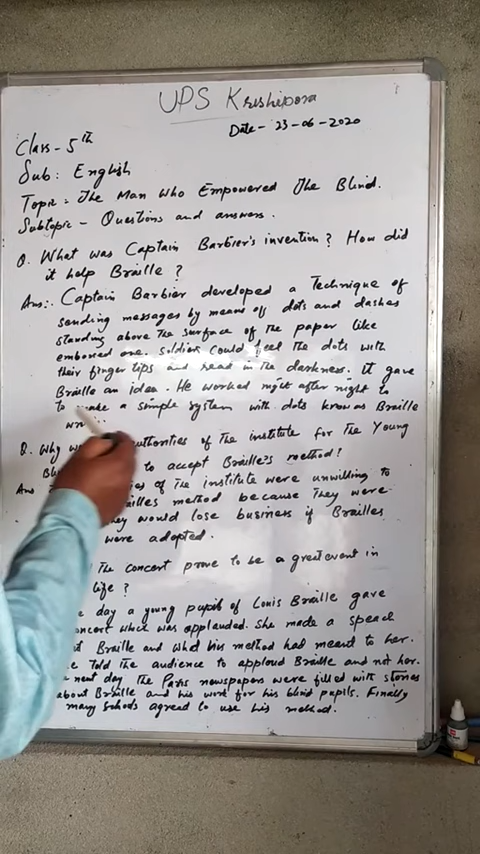 UPS Krishipora
Date - 23-06-2020
Class - 5th
Sub: English
Topic: The Man Who Empowered The Blind.
Subtopic - Questions and answers.
Q. What was Captain Barbier's invention? How did
it help Braille?
Ans:. Captain Barbier developed a Technique of
sending messages by means of dots and dashes
standing above the surface of the paper like
embossed one. Soldiers could feel the dots with
their finger tips and read in the darkness. It gave
Braille an idea. He worked night after night to
to make a simple system with dots known as Braille
Q. Why authorities of The institute for The Young
to accept Braille's method?
Ans of The institute were unwilling to
Brailles method because they were
they would lose business if Brailles
were adopted.
The concert prove to be a great event in
life?
day a young pupil of Louis Braille gave
concert which was applauded. She made a speach
Braille and what his method had meant to her.
Told the audience to applaud Braille and not her.
next day the Paris newspapers were filled with stories
about Braille and his work for his blind pupils. Finally
many schools agreed to use his method.